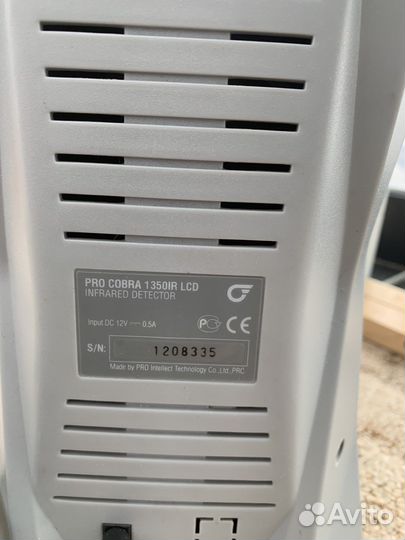 PRO COBRA 1350IR LCD
INFRARED DETECTOR
Input DC 12V ⎓ 0.5A
S/N: 1208335
Made by PRO Intellect Technology Co.,Ltd.,PRC
Avito